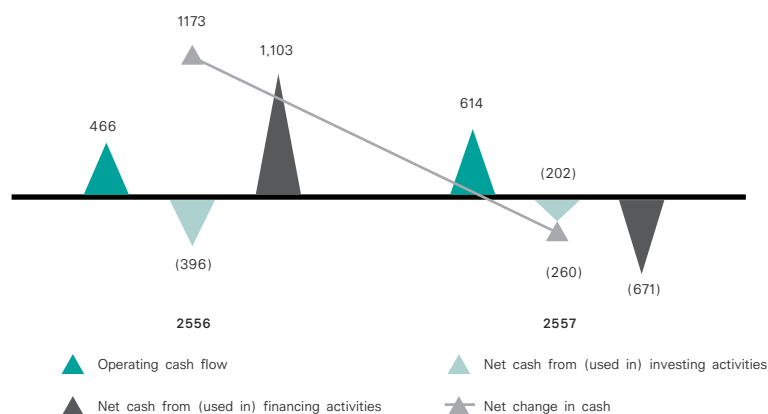 1173
1,103
466
614
(202)
(396)
(260)
(671)
2556
2557
Operating cash flow
Net cash from (used in) investing activities
Net cash from (used in) financing activities
Net change in cash